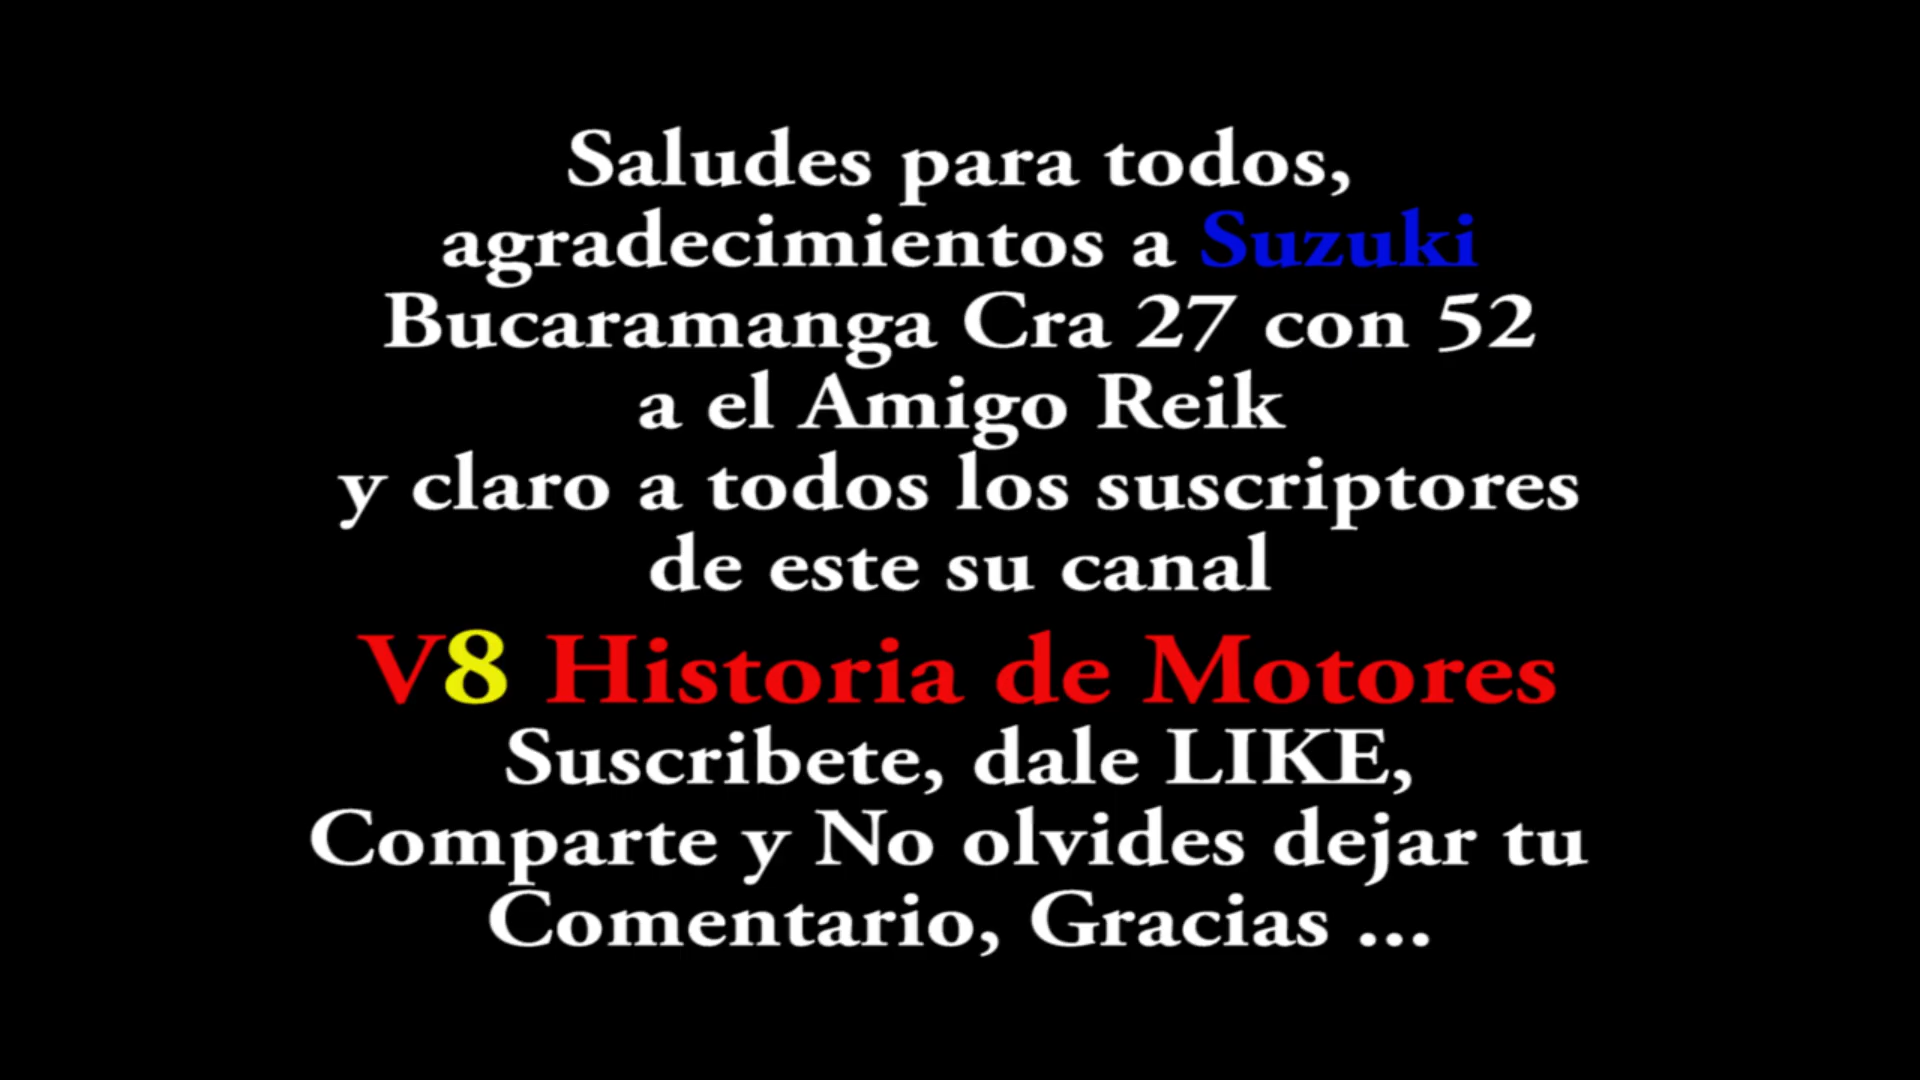 Saludes para todos,
agradecimientos a Suzuki
Bucaramanga Cra 27 con 52
a el Amigo Reik
y claro a todos los suscriptores
de este su canal
V8 Historia de Motores
Suscribete, dale LIKE,
Comparte y No olvides dejar tu
Comentario, Gracias ...